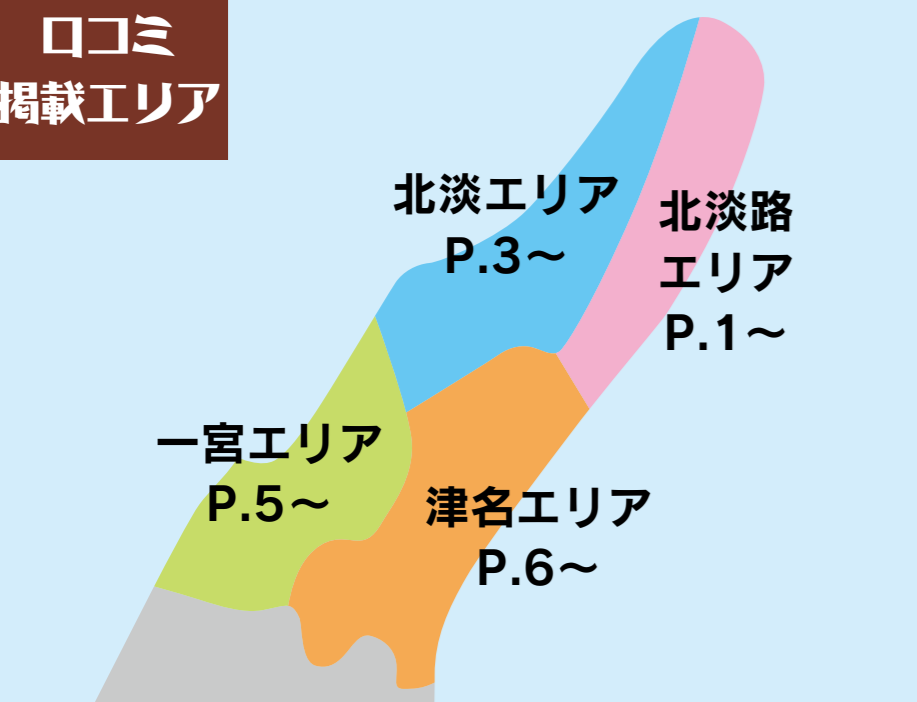 口コミ
掲載エリア
北淡エリア
P.3〜
北淡路
エリア
P.1〜
一宮エリア
P.5〜
津名エリア
P.6〜